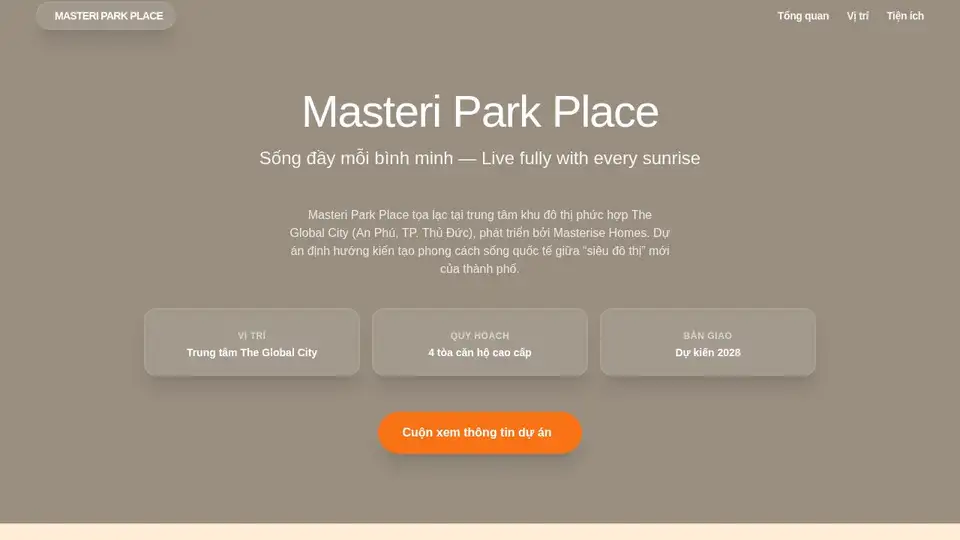 MASTERI PARK PLACE
Tổng quan
Vị trí
Tiện ích
Masteri Park Place
Sống đầy mỗi bình minh — Live fully with every sunrise
Masteri Park Place tọa lạc tại trung tâm khu đô thị phức hợp The
Global City (An Phú, TP. Thủ Đức), phát triển bởi Masterise Homes. Dự
án định hướng kiến tạo phong cách sống quốc tế giữa “siêu đô thị” mới
của thành phố.
VỊ TRÍ
Trung tâm The Global City
QUY HOẠCH
4 tòa căn hộ cao cấp
BÀN GIAO
Dự kiến 2028
Cuộn xem thông tin dự án